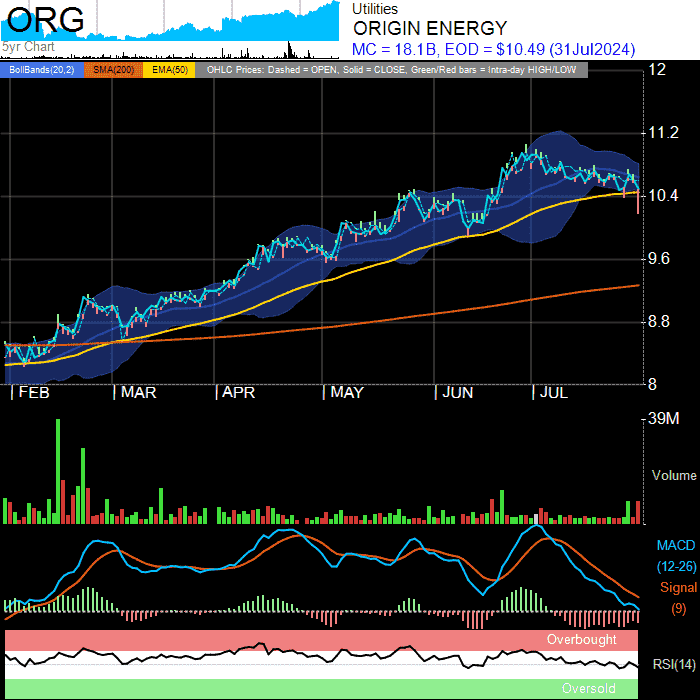 ORG
5yr Chart
Utilities
ORIGIN ENERGY
MC = 18.1B, EOD = $10.49 (31Jul2024)
BollBands(20,2) SMA(200) EMA(50) OHLC Prices: Dashed = OPEN, Solid = CLOSE, Green/Red bars = Intra-day HIGH/LOW
12
11.2
10.4
9.6
8.8
8
FEB MAR APR MAY JUN JUL
39M
Volume
MACD
(12-26)
Signal
(9)
Overbought
RSI(14)
Oversold